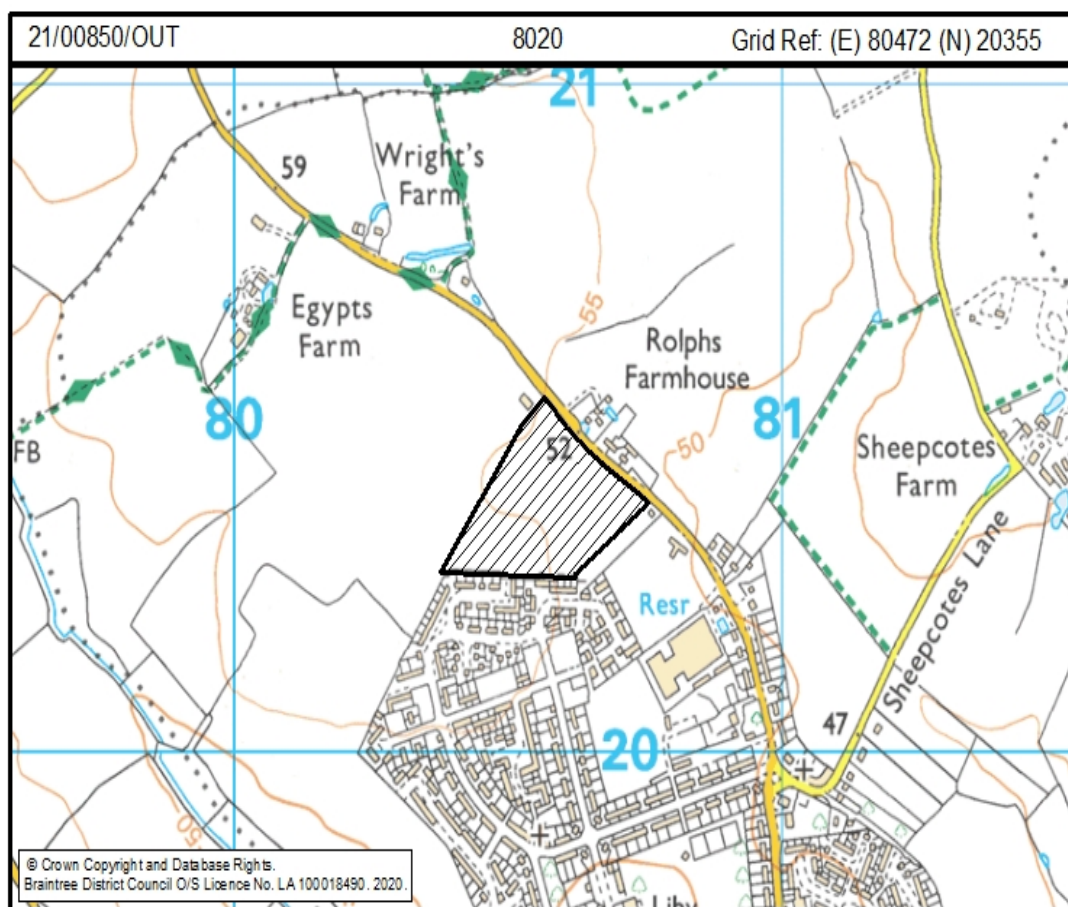 21/00850/OUT 8020 Grid Ref: (E) 80472 (N) 20355
21
59
Wright's
Farm
Egypts
Farm
55
Rolphs
Farmhouse
80
81
52
50
FB
Sheepcotes
Farm
Sheepcotes Lane
Resr
20
47
50
Liby
© Crown Copyright and Database Rights.
Braintree District Council O/S Licence No. LA 100018490. 2020.